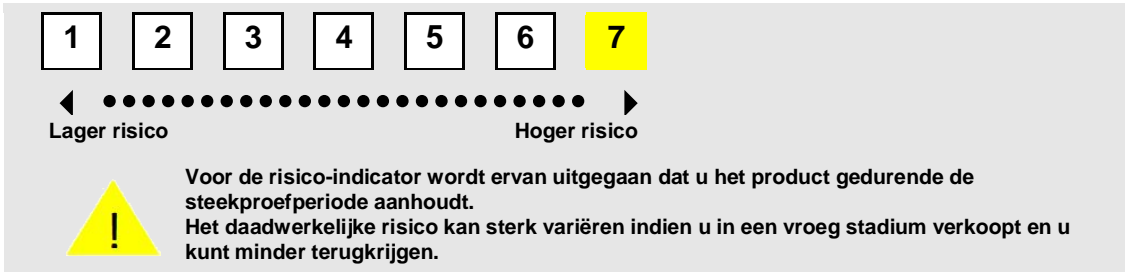 1 2 3 4 5 6 7
Lager risico Hoger risico
! Voor de risico-indicator wordt ervan uitgegaan dat u het product gedurende de
steekproefperiode aanhoudt.
Het daadwerkelijke risico kan sterk variëren indien u in een vroeg stadium verkoopt en u
kunt minder terugkrijgen.